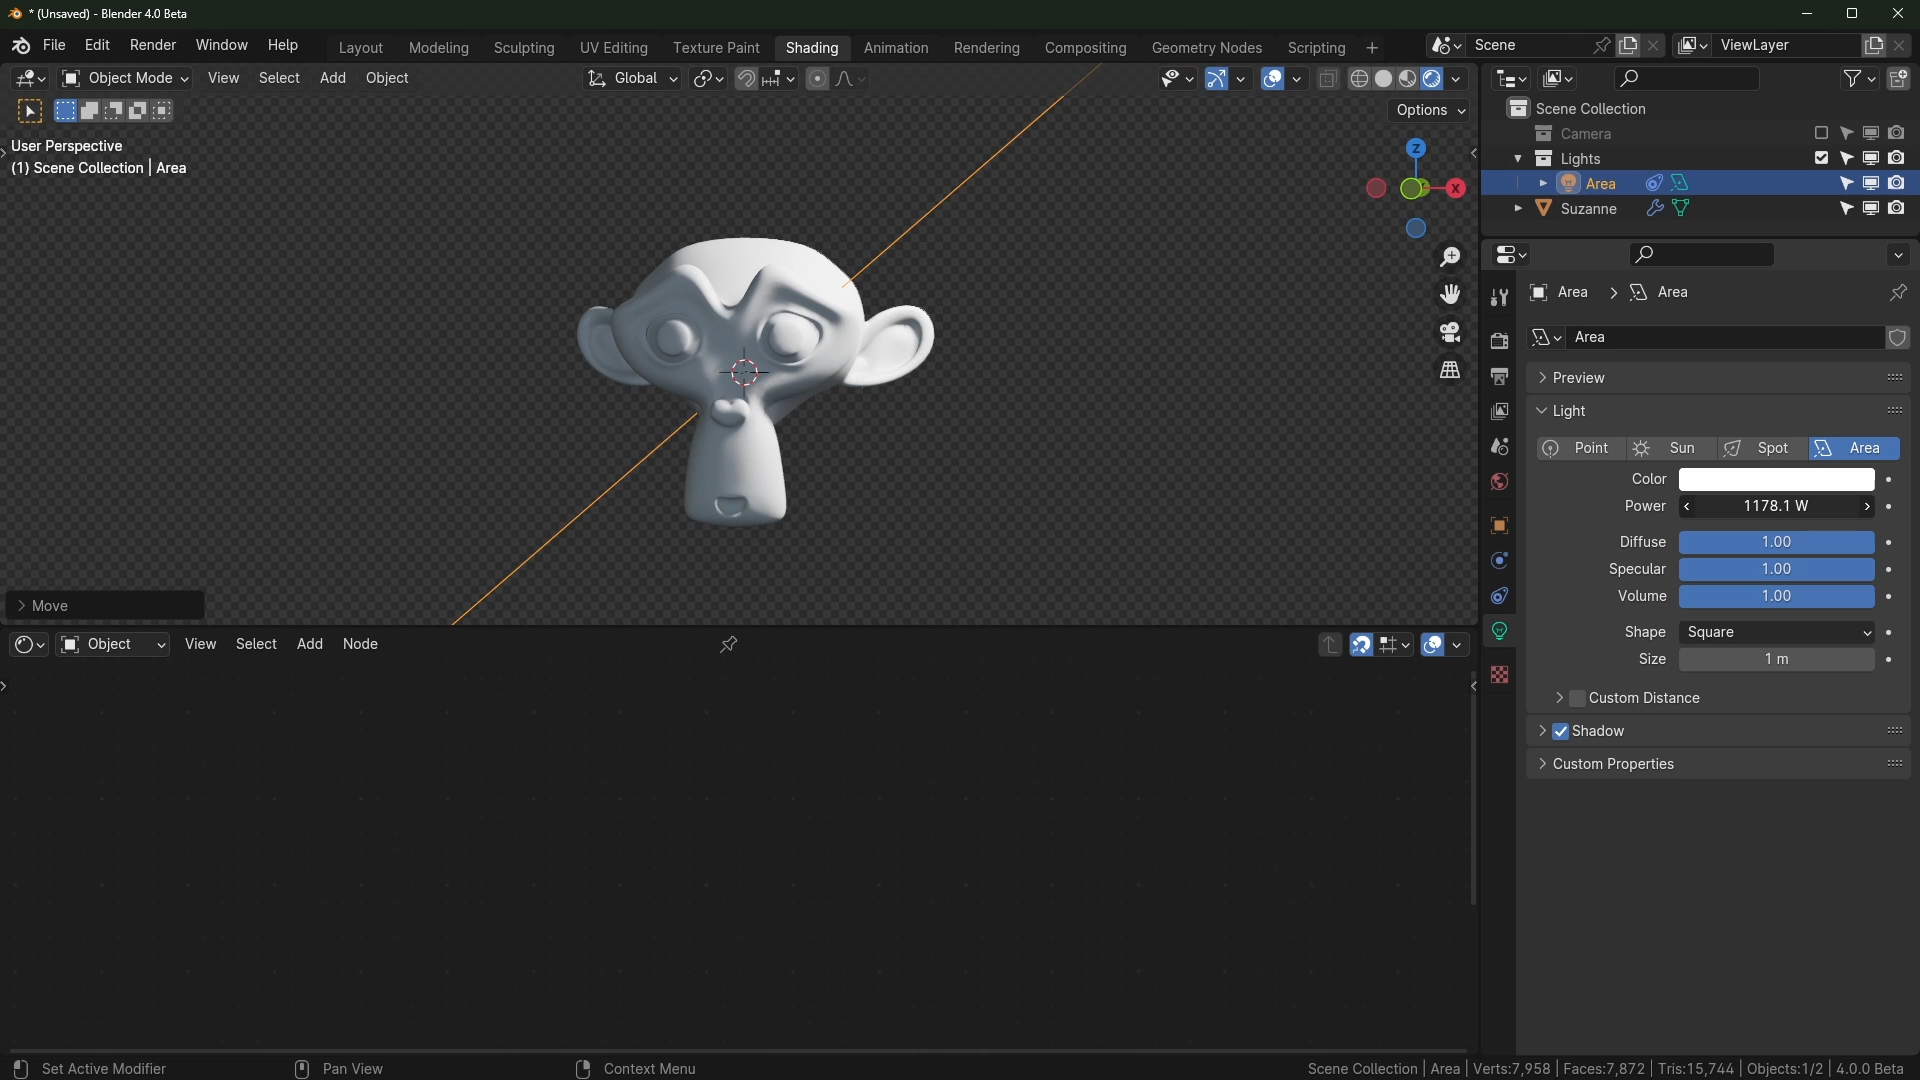 * (Unsaved) - Blender 4.0 Beta
File Edit Render Window Help Layout Modeling Sculpting UV Editing Texture Paint Shading Animation Rendering Compositing Geometry Nodes Scripting + Scene ViewLayer
Object Mode View Select Add Object Global
Options
User Perspective
(1) Scene Collection | Area
Z
X
Move
Object View Select Add Node
Scene Collection
Camera
Lights
Area
Suzanne
Area > Area
Area
Preview
Light
Point Sun Spot Area
Color
Power 1178.1 W
Diffuse 1.00
Specular 1.00
Volume 1.00
Shape Square
Size 1 m
Custom Distance
Shadow
Custom Properties
Set Active Modifier Pan View Context Menu Scene Collection | Area | Verts:7,958 | Faces:7,872 | Tris:15,744 | Objects:1/2 | 4.0.0 Beta